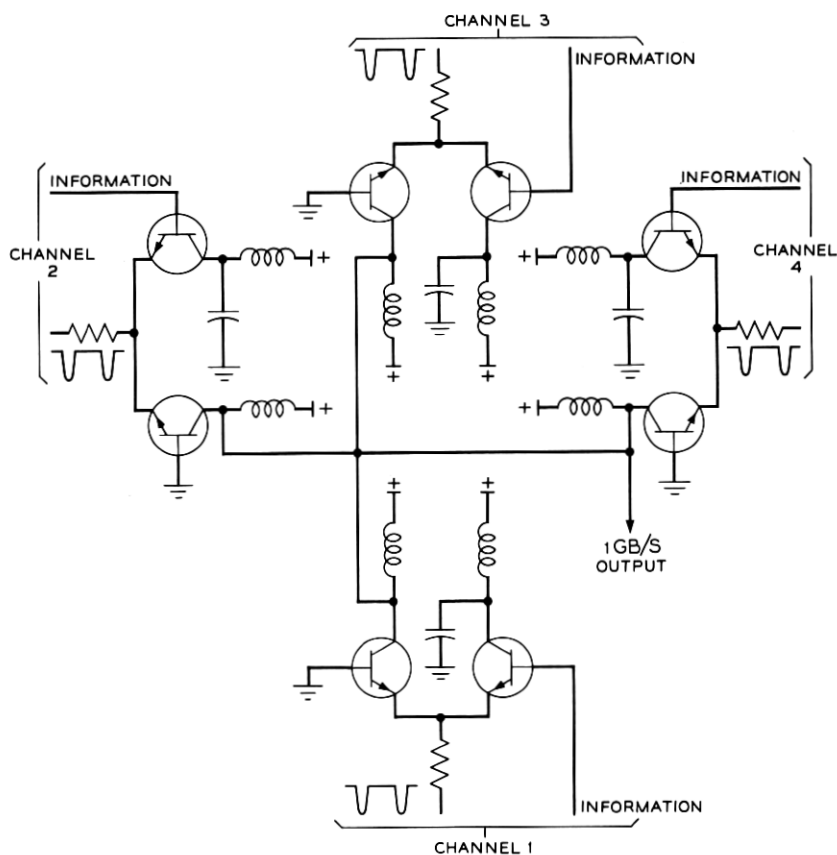 CHANNEL 3
INFORMATION
INFORMATION
INFORMATION
CHANNEL
2
CHANNEL
4
+
+
+
+
+
+
+
+
1GB/S
OUTPUT
INFORMATION
CHANNEL 1